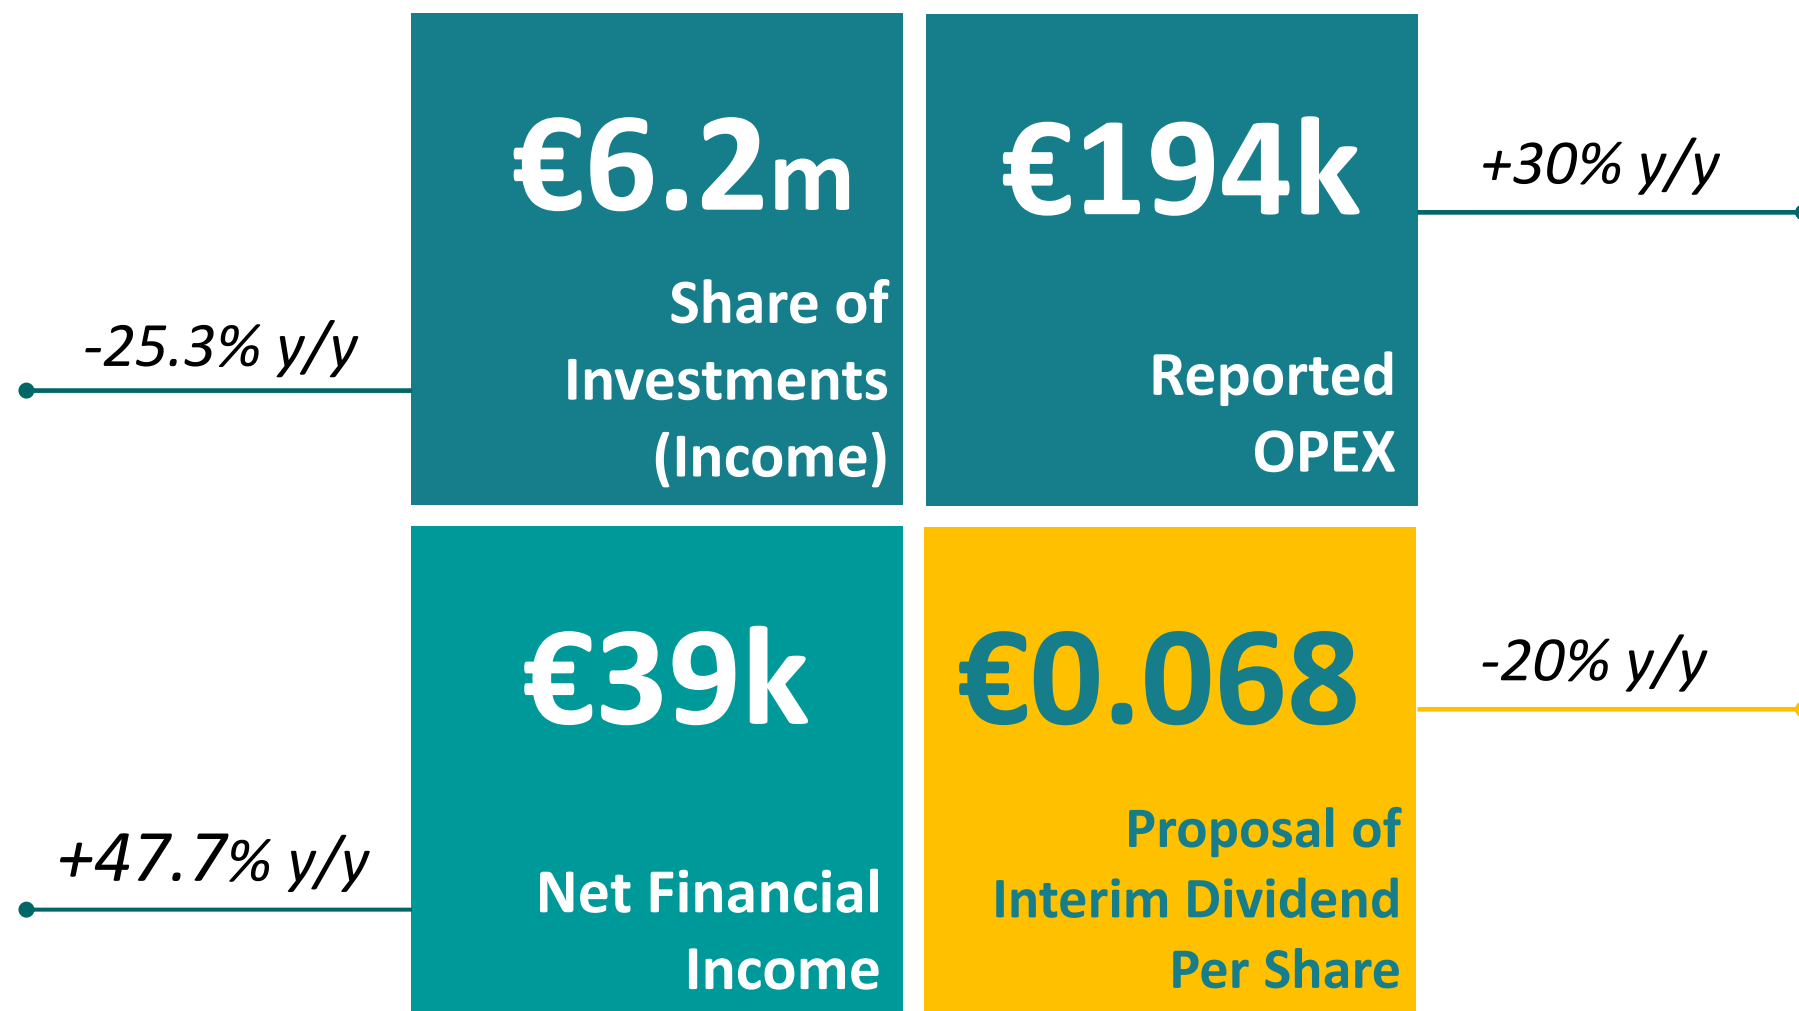 €6.2m
Share of
Investments
(Income)
-25.3% y/y
€194k
Reported
OPEX
+30% y/y
€39k
Net Financial
Income
+47.7% y/y
€0.068
Proposal of
Interim Dividend
Per Share
-20% y/y